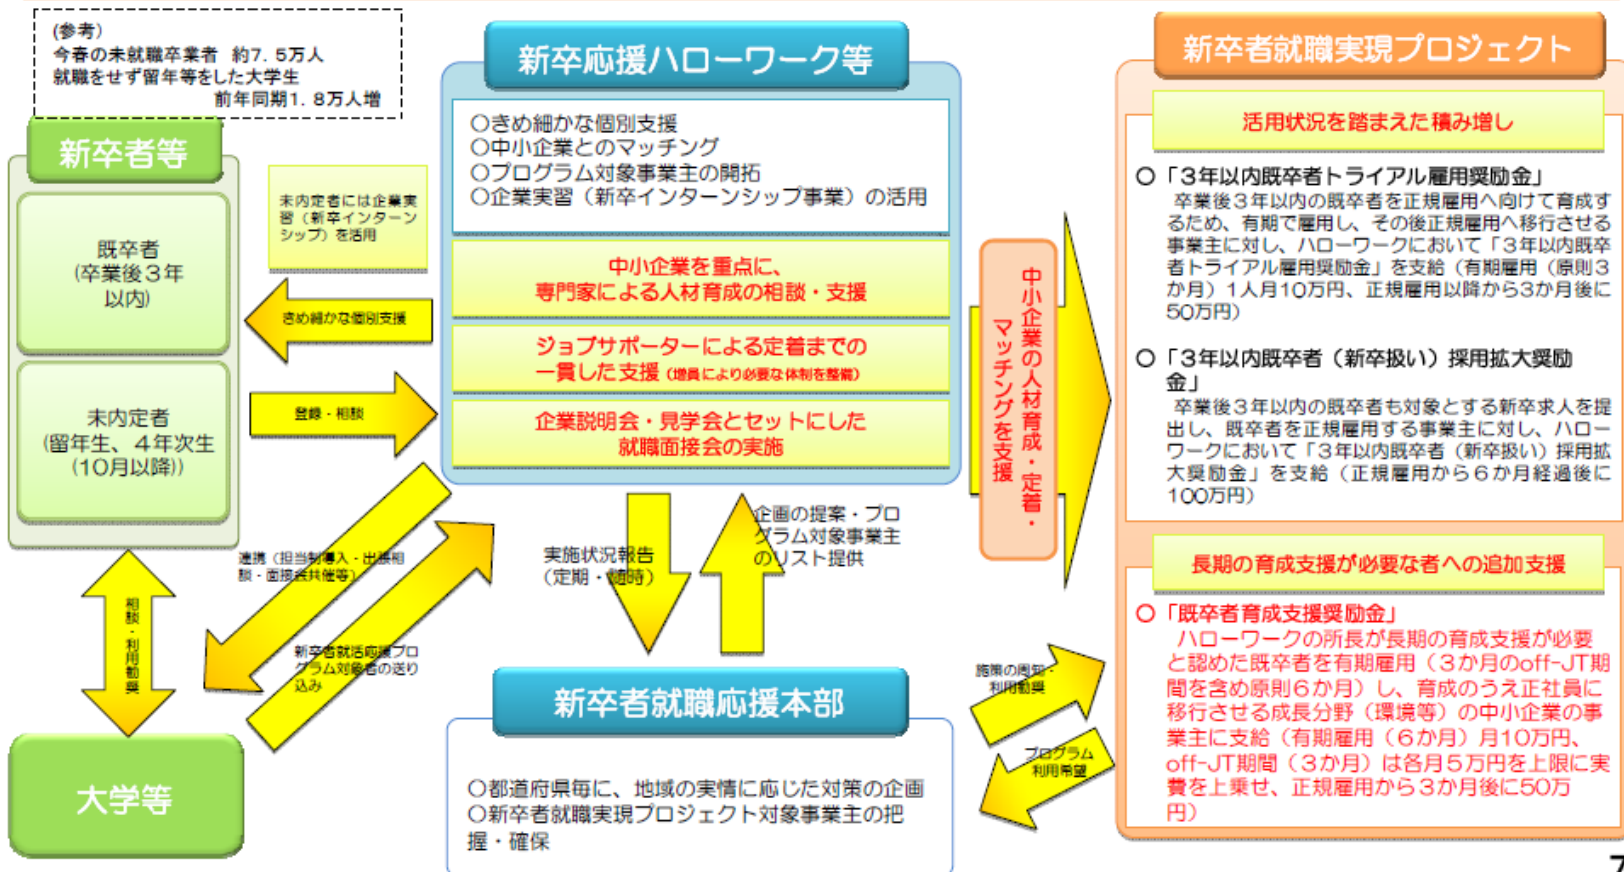 (参考)
今春の未就職卒業者 約7.5万人
就職をせず留年等をした大学生
前年同期1.8万人増
新卒者等
既卒者
(卒業後3年
以内)
未内定者
(留年生、4年次生
(10月以降))
未内定者には企業実
習（新卒インターン
シップ）を活用
きめ細かな個別支援
登録・相談
相談・利用勧奨
大学等
連携（担当制導入・出張相
談・面接会共催等）
新卒者就活応援プロ
グラム対象者の送り
込み
新卒応援ハローワーク等
○きめ細かな個別支援
○中小企業とのマッチング
○プログラム対象事業主の開拓
○企業実習（新卒インターンシップ事業）の活用
中小企業を重点に、
専門家による人材育成の相談・支援
ジョブサポーターによる定着までの
一貫した支援（増員により必要な体制を整備）
企業説明会・見学会とセットにした
就職面接会の実施
実施状況報告
（定期・随時）
企画の提案・プロ
グラム対象事業主
のリスト提供
新卒者就職応援本部
○都道府県毎に、地域の実情に応じた対策の企画
○新卒者就職実現プロジェクト対象事業主の把
握・確保
中小企業の人材育成・定着・
マッチングを支援
施策の周知・
利用勧奨
プログラム
利用希望
新卒者就職実現プロジェクト
活用状況を踏まえた積み増し
○「3年以内既卒者トライアル雇用奨励金」
卒業後3年以内の既卒者を正規雇用へ向けて育成す
るため、有期で雇用し、その後正規雇用へ移行させる
事業主に対し、ハローワークにおいて「3年以内既卒
者トライアル雇用奨励金」を支給（有期雇用（原則3
か月）1人月10万円、正規雇用以降から3か月後に
50万円）
○「3年以内既卒者（新卒扱い）採用拡大奨励
金」
卒業後3年以内の既卒者も対象とする新卒求人を提
出し、既卒者を正規雇用する事業主に対し、ハロー
ワークにおいて「3年以内既卒者（新卒扱い）採用拡
大奨励金」を支給（正規雇用から6か月経過後に
100万円）
長期の育成支援が必要な者への追加支援
○「既卒者育成支援奨励金」
ハローワークの所長が長期の育成支援が必要
と認めた既卒者を有期雇用（3か月のoff-JT期
間を含め原則6か月）し、育成のうえ正社員に
移行させる成長分野（環境等）の中小企業の事
業主に支給（有期雇用（6か月）月10万円、
off-JT期間（3か月）は各月5万円を上限に実
費を上乗せ、正規雇用から3か月後に50万
円）
7